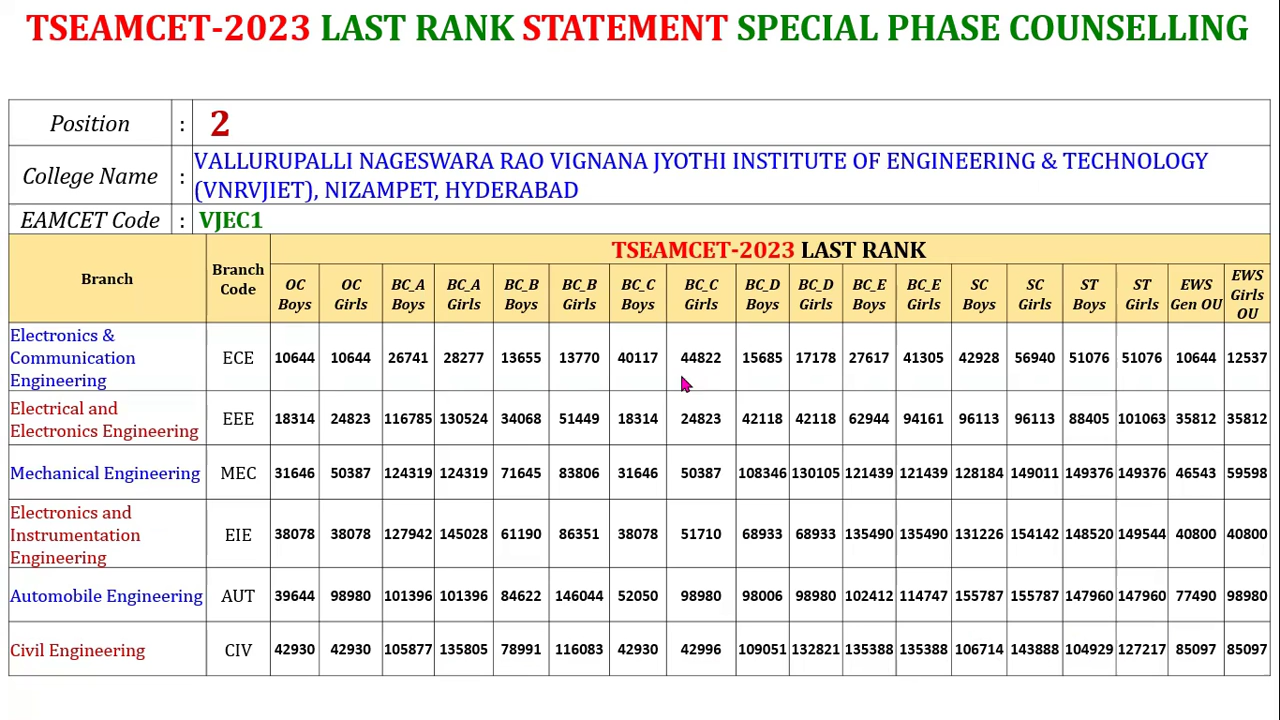 TSEAMCET-2023 LAST RANK STATEMENT SPECIAL PHASE COUNSELLING
Position : 2
College Name : VALLURUPALLI NAGESWARA RAO VIGNANA JYOTHI INSTITUTE OF ENGINEERING & TECHNOLOGY
(VNRVJIET), NIZAMPET, HYDERABAD
EAMCET Code : VJEC1
TSEAMCET-2023 LAST RANK
Branch Branch Code OC Boys OC Girls BC_A Boys BC_A Girls BC_B Boys BC_B Girls BC_C Boys BC_C Girls BC_D Boys BC_D Girls BC_E Boys BC_E Girls SC Boys SC Girls ST Boys ST Girls EWS Gen OU EWS Girls OU
Electronics & Communication Engineering ECE 10644 10644 26741 28277 13655 13770 40117 44822 15685 17178 27617 41305 42928 56940 51076 51076 10644 12537
Electrical and Electronics Engineering EEE 18314 24823 116785 130524 34068 51449 18314 24823 42118 42118 62944 94161 96113 96113 88405 101063 35812 35812
Mechanical Engineering MEC 31646 50387 124319 124319 71645 83806 31646 50387 108346 130105 121439 121439 128184 149011 149376 149376 46543 59598
Electronics and Instrumentation Engineering EIE 38078 38078 127942 145028 61190 86351 38078 51710 68933 68933 135490 135490 131226 154142 148520 149544 40800 40800
Automobile Engineering AUT 39644 98980 101396 101396 84622 146044 52050 98980 98006 98980 102412 114747 155787 155787 147960 147960 77490 98980
Civil Engineering CIV 42930 42930 105877 135805 78991 116083 42930 42996 109051 132821 135388 135388 106714 143888 104929 127217 85097 85097